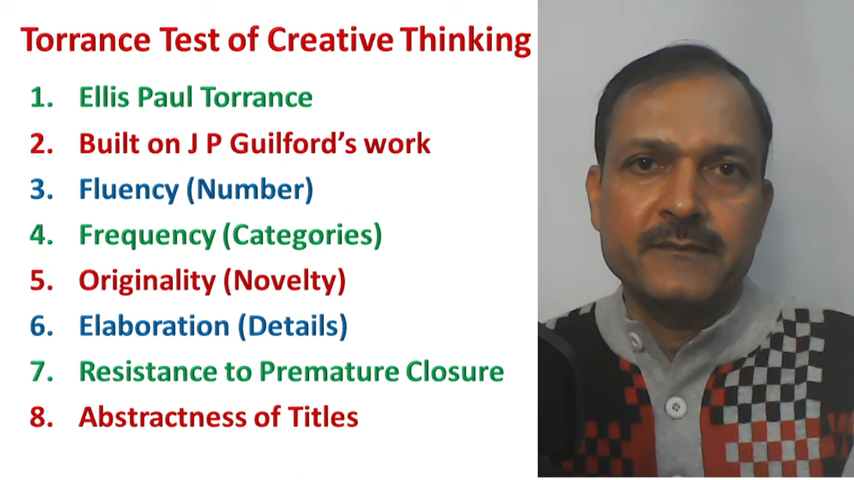 Torrance Test of Creative Thinking
1. Ellis Paul Torrance
2. Built on J P Guilford's work
3. Fluency (Number)
4. Frequency (Categories)
5. Originality (Novelty)
6. Elaboration (Details)
7. Resistance to Premature Closure
8. Abstractness of Titles